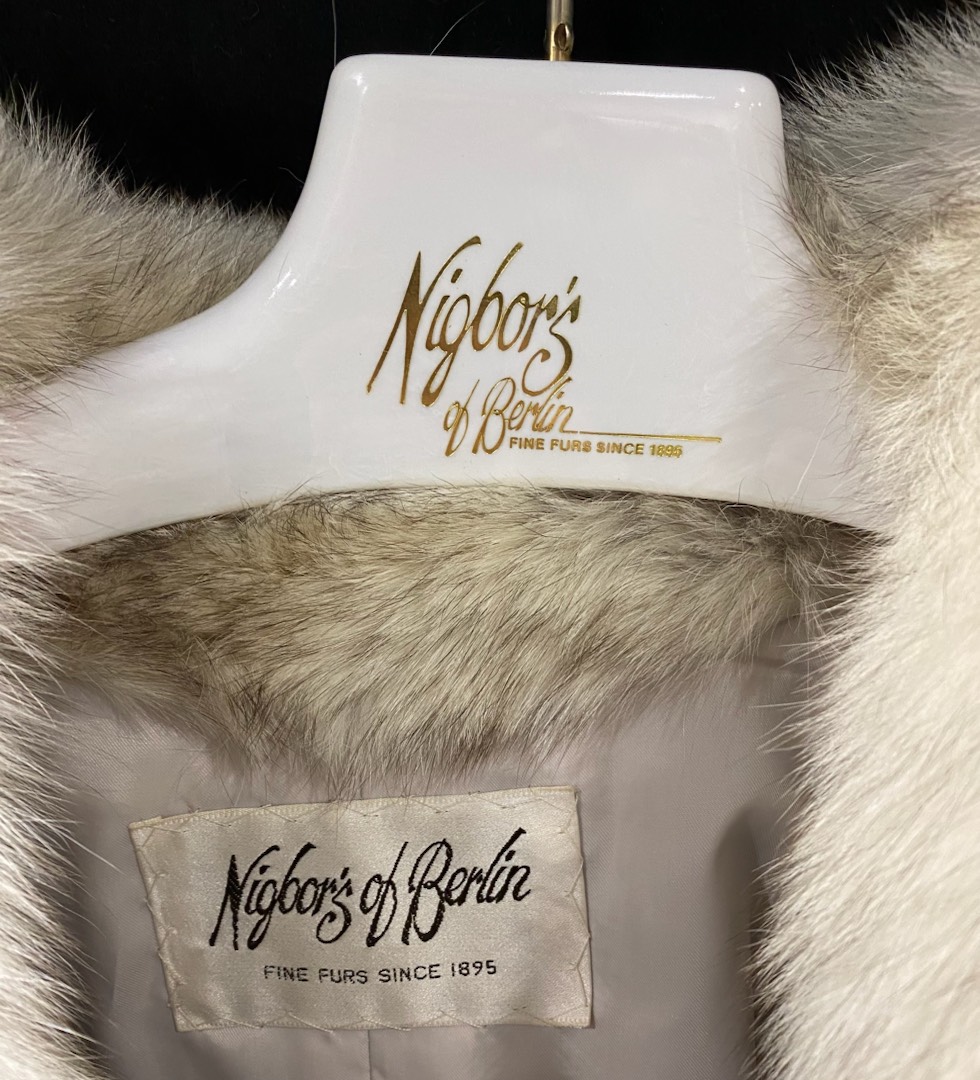 Nigbor's
of Berlin
FINE FURS SINCE 1895
Nigbor's of Berlin
FINE FURS SINCE 1895